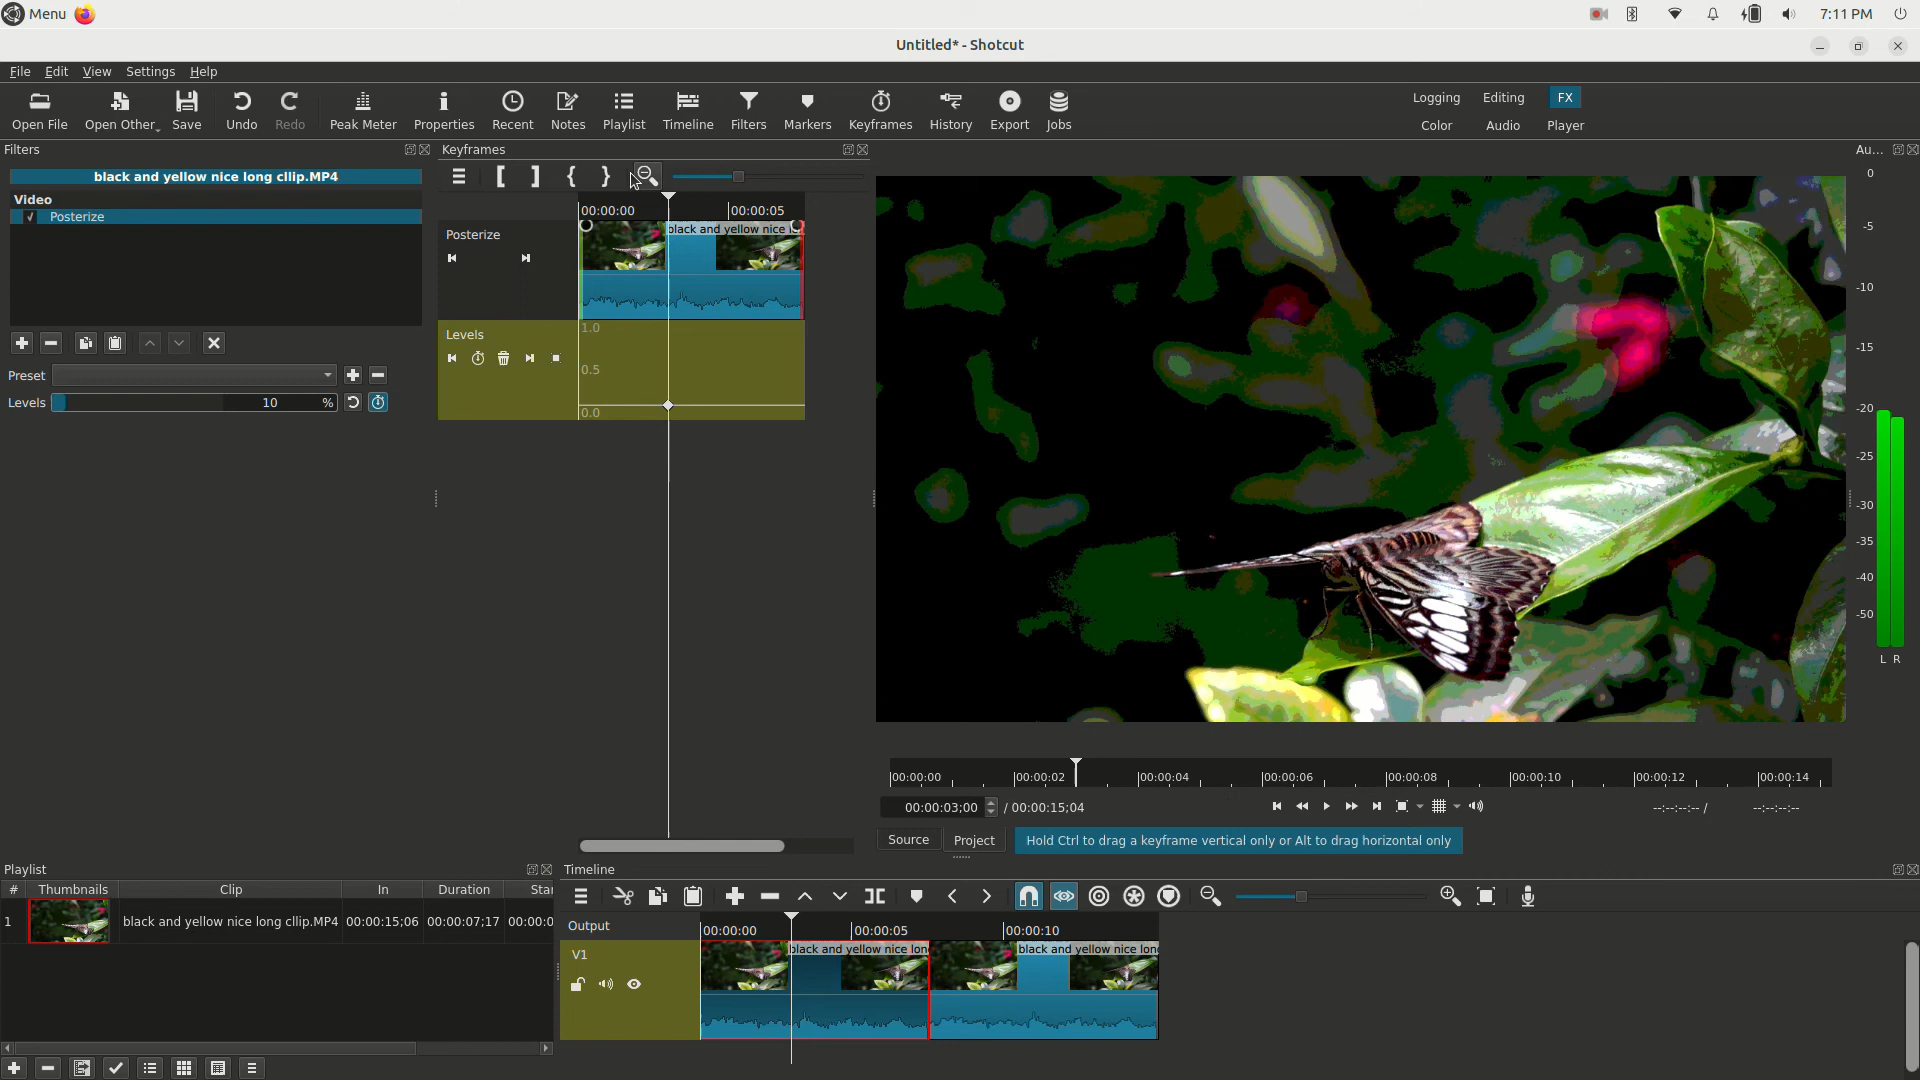 Menu
7:11 PM
Untitled* - Shotcut
File Edit View Settings Help
Open File Open Other Save Undo Redo Peak Meter Properties Recent Notes Playlist Timeline Filters Markers Keyframes History Export Jobs
Logging Editing FX
Color Audio Player
Filters
black and yellow nice long cllip.MP4
Video
✓ Posterize
Preset
Levels 10 %
Keyframes
00:00:00 00:00:05
Posterize
black and yellow nice l
Levels
1.0
0.5
0.0
Au...
0
-5
-10
-15
-20
-25
-30
-35
-40
-50
L R
00:00:00 00:00:02 00:00:04 00:00:06 00:00:08 00:00:10 00:00:12 00:00:14
00:00:03;00 / 00:00:15;04
--:--:--:-- / --:--:--:--
Source Project Hold Ctrl to drag a keyframe vertical only or Alt to drag horizontal only
Playlist
# Thumbnails Clip In Duration Star
1 black and yellow nice long cllip.MP4 00:00:15;06 00:00:07;17 00:00:0
Timeline
Output
00:00:00 00:00:05 00:00:10
V1
black and yellow nice lon
black and yellow nice lon